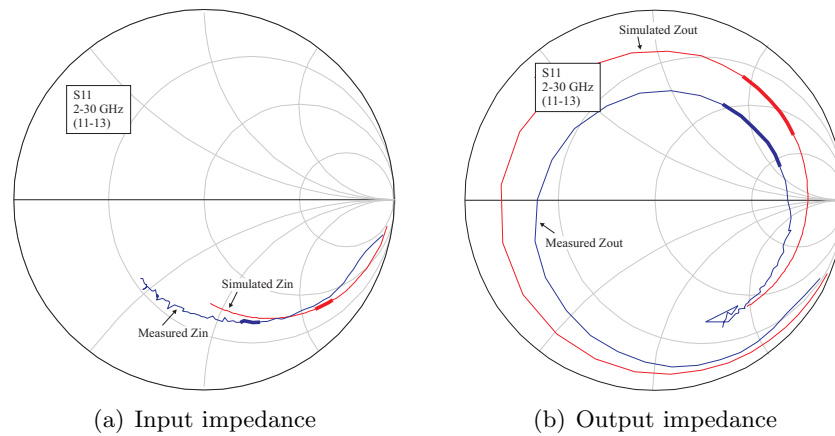 S11
2-30 GHz
(11-13)
Simulated Zin
Measured Zin
(a) Input impedance
Simulated Zout
S11
2-30 GHz
(11-13)
Measured Zout
(b) Output impedance